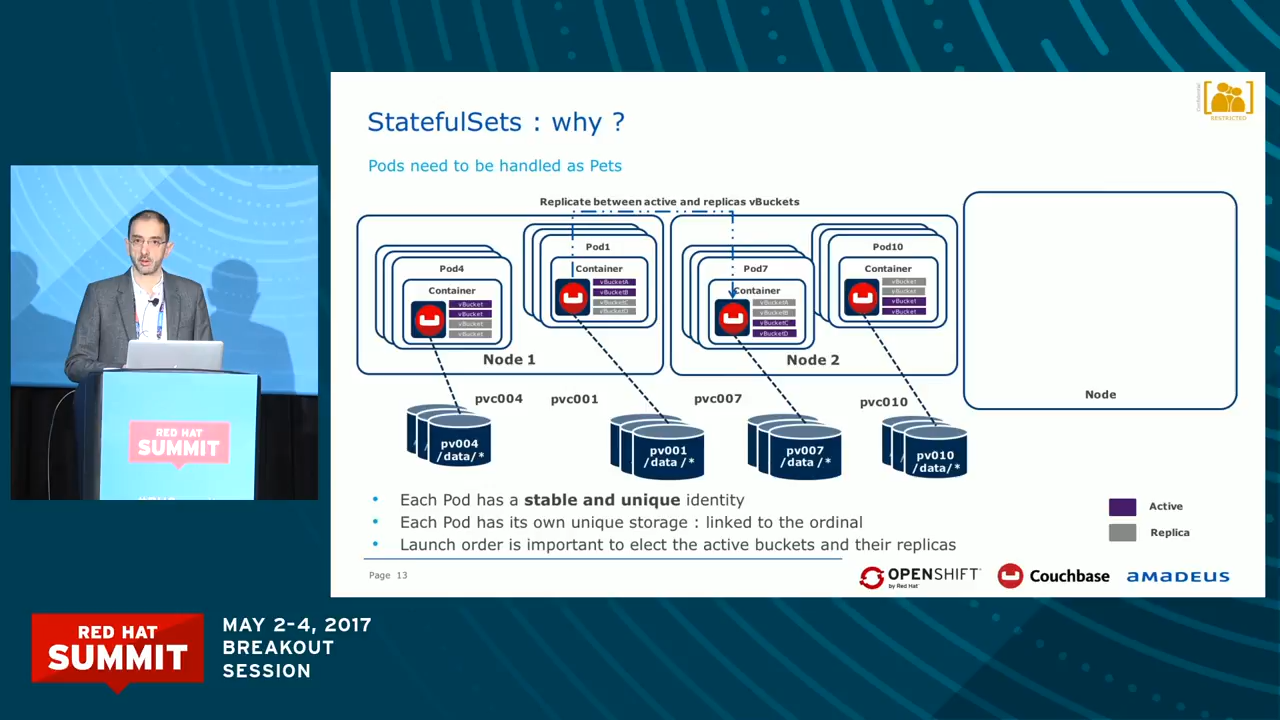 StatefulSets : why ?
Confidential
RESTRICTED
Pods need to be handled as Pets
Replicate between active and replicas vBuckets
Pod4
Container
vBucket
vBucket
vBucket
vBucket
Pod1
Container
vBucketA
vBucketB
vBucketC
vBucketD
Node 1
Pod7
Container
vBucketA
vBucketB
vBucketC
vBucketD
Pod10
Container
vBucket
vBucket
vBucket
vBucket
Node 2
Node
pvc004
pvc001
pvc007
pvc010
pv004
/data/*
pv001
/data /*
pv007
/data /*
pv010
/data/*
• Each Pod has a stable and unique identity
• Each Pod has its own unique storage : linked to the ordinal
• Launch order is important to elect the active buckets and their replicas
Active
Replica
Page 13
OPENSHIFT
by Red Hat
Couchbase
AMADEUS
RED HAT
SUMMIT
RED HAT
SUMMIT
MAY 2-4, 2017
BREAKOUT
SESSION